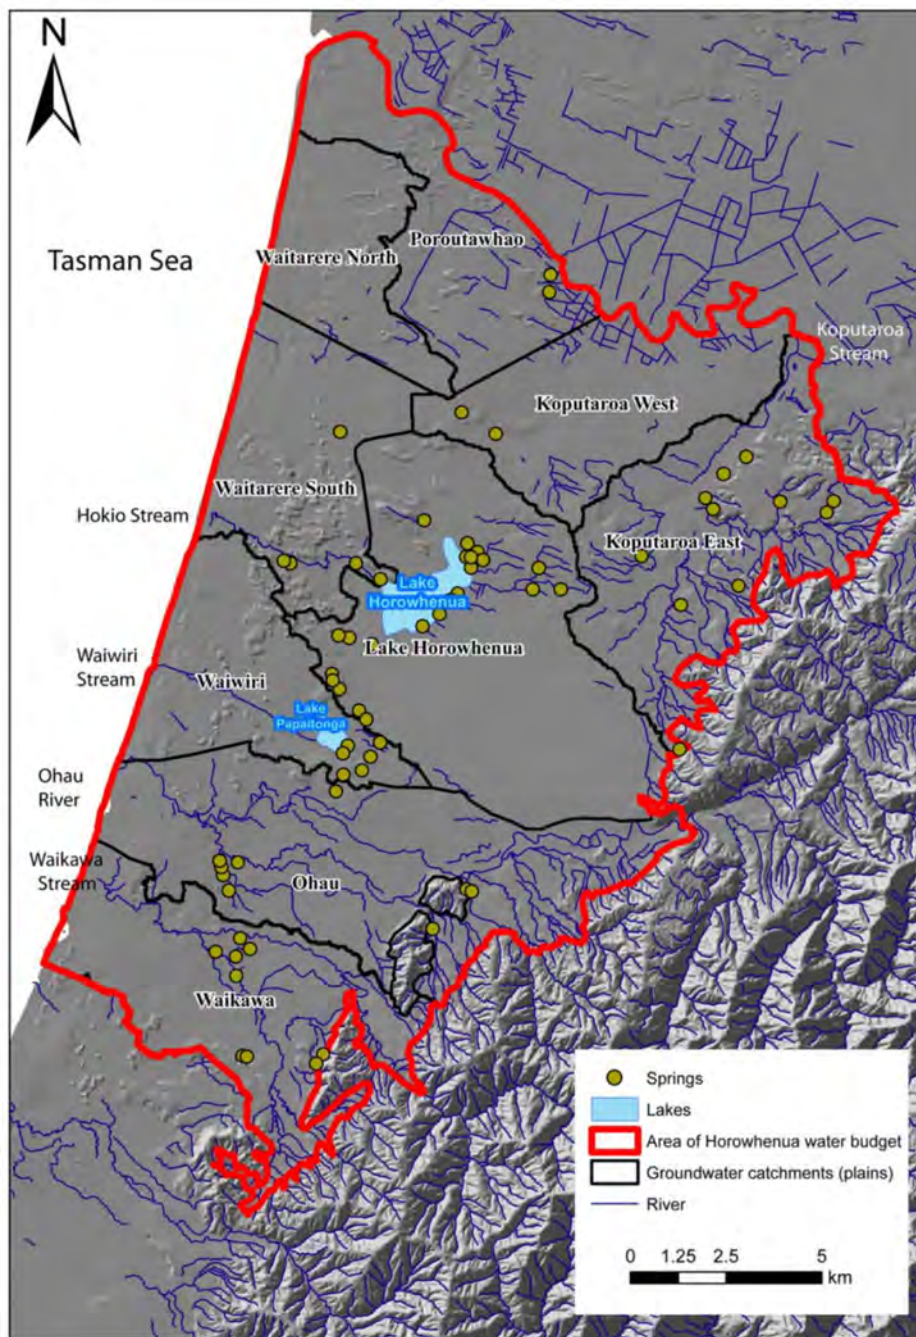 N
Tasman Sea
Waitarere North
Poroutawhao
Koputaroa
Stream
Koputaroa West
Waitarere South
Hokio Stream
Koputaroa East
Lake
Horowhenua
Lake Horowhenua
Waiwiri
Stream
Waiwiri
Lake
Papaitonga
Ohau
River
Waikawa
Stream
Ohau
Waikawa
Springs
Lakes
Area of Horowhenua water budget
Groundwater catchments (plains)
River
0 1.25 2.5 5
km